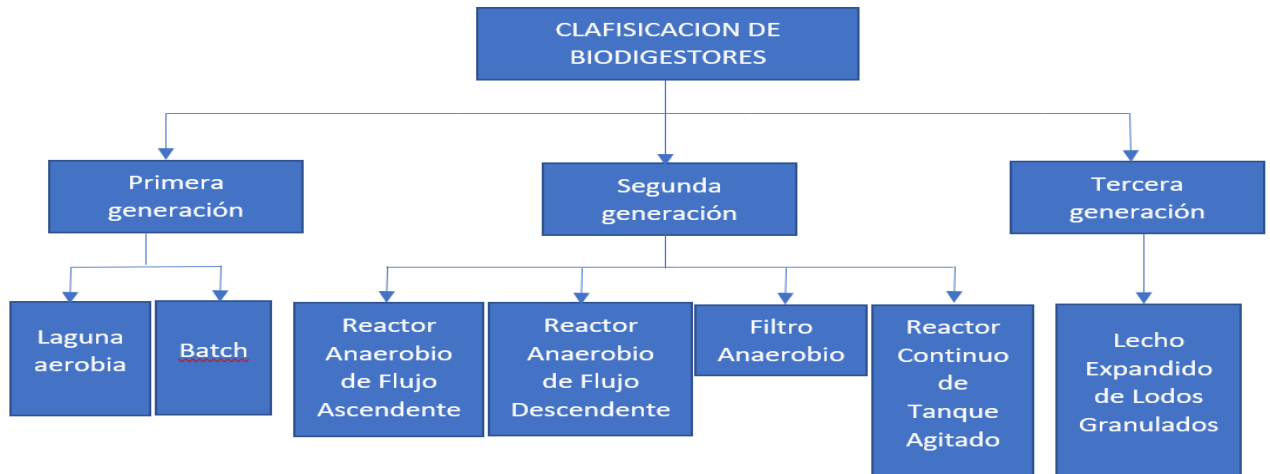 CLAFISICACION DE
BIODIGESTORES
Primera
generación
Segunda
generación
Tercera
generación
Laguna
aerobia
Batch
Reactor
Anaerobio
de Flujo
Ascendente
Reactor
Anaerobio
de Flujo
Descendente
Filtro
Anaerobio
Reactor
Continuo
de
Tanque
Agitado
Lecho
Expandido
de Lodos
Granulados